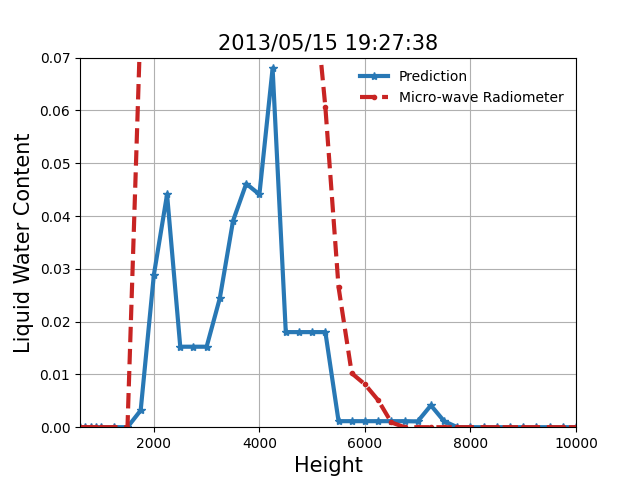 2013/05/15 19:27:38
Prediction
Micro-wave Radiometer
Liquid Water Content
0.07
0.06
0.05
0.04
0.03
0.02
0.01
0.00
2000 4000 6000 8000 10000
Height